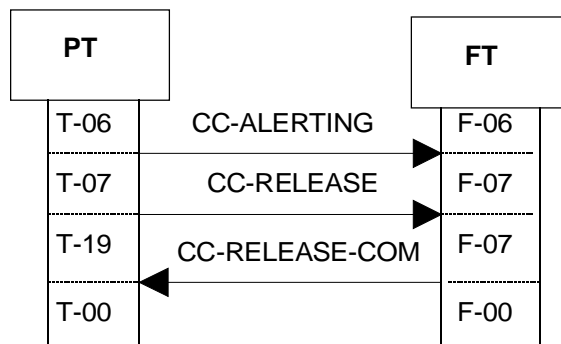 PT FT
T-06 CC-ALERTING F-06
T-07 CC-RELEASE F-07
T-19 CC-RELEASE-COM F-07
T-00 F-00